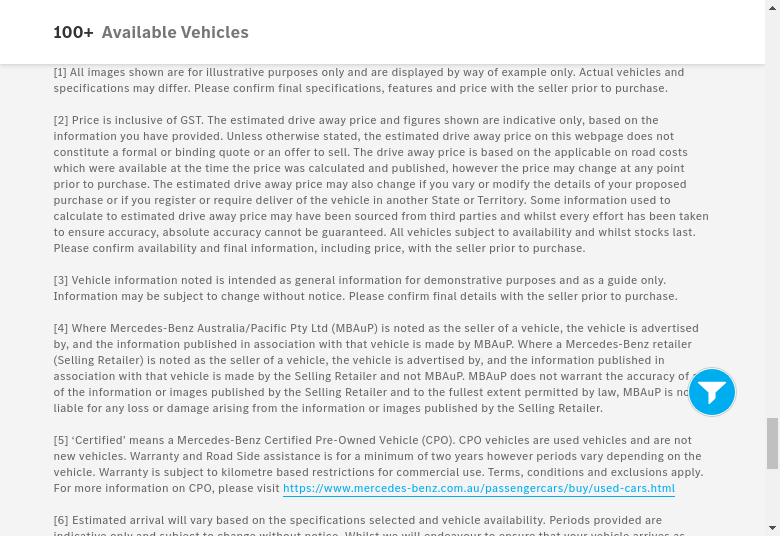 100+ Available Vehicles
[1] All images shown are for illustrative purposes only and are displayed by way of example only. Actual vehicles and
specifications may differ. Please confirm final specifications, features and price with the seller prior to purchase.
[2] Price is inclusive of GST. The estimated drive away price and figures shown are indicative only, based on the
information you have provided. Unless otherwise stated, the estimated drive away price on this webpage does not
constitute a formal or binding quote or an offer to sell. The drive away price is based on the applicable on road costs
which were available at the time the price was calculated and published, however the price may change at any point
prior to purchase. The estimated drive away price may also change if you vary or modify the details of your proposed
purchase or if you register or require deliver of the vehicle in another State or Territory. Some information used to
calculate to estimated drive away price may have been sourced from third parties and whilst every effort has been taken
to ensure accuracy, absolute accuracy cannot be guaranteed. All vehicles subject to availability and whilst stocks last.
Please confirm availability and final information, including price, with the seller prior to purchase.
[3] Vehicle information noted is intended as general information for demonstrative purposes and as a guide only.
Information may be subject to change without notice. Please confirm final details with the seller prior to purchase.
[4] Where Mercedes-Benz Australia/Pacific Pty Ltd (MBAuP) is noted as the seller of a vehicle, the vehicle is advertised
by, and the information published in association with that vehicle is made by MBAuP. Where a Mercedes-Benz retailer
(Selling Retailer) is noted as the seller of a vehicle, the vehicle is advertised by, and the information published in
association with that vehicle is made by the Selling Retailer and not MBAuP. MBAuP does not warrant the accuracy of
of the information or images published by the Selling Retailer and to the fullest extent permitted by law, MBAuP is
liable for any loss or damage arising from the information or images published by the Selling Retailer.
[5] ‘Certified’ means a Mercedes-Benz Certified Pre-Owned Vehicle (CPO). CPO vehicles are used vehicles and are not
new vehicles. Warranty and Road Side assistance is for a minimum of two years however periods vary depending on the
vehicle. Warranty is subject to kilometre based restrictions for commercial use. Terms, conditions and exclusions apply.
For more information on CPO, please visit https://www.mercedes-benz.com.au/passengercars/buy/used-cars.html
[6] Estimated arrival will vary based on the specifications selected and vehicle availability. Periods provided are
indicative only and subject to change without notice. Whilst we will endeavour to ensure that your vehicle arrives as